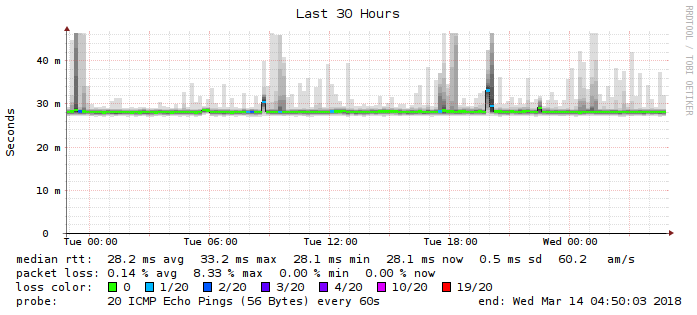 Last 30 Hours
RRDTOOL / TOBI OETIKER
Seconds
40 m
30 m
20 m
10 m
0
Tue 00:00 Tue 06:00 Tue 12:00 Tue 18:00 Wed 00:00
median rtt: 28.2 ms avg 33.2 ms max 28.1 ms min 28.1 ms now 0.5 ms sd 60.2 am/s
packet loss: 0.14 % avg 8.33 % max 0.00 % min 0.00 % now
loss color: 0 1/20 2/20 3/20 4/20 10/20 19/20
probe: 20 ICMP Echo Pings (56 Bytes) every 60s end: Wed Mar 14 04:50:03 2018